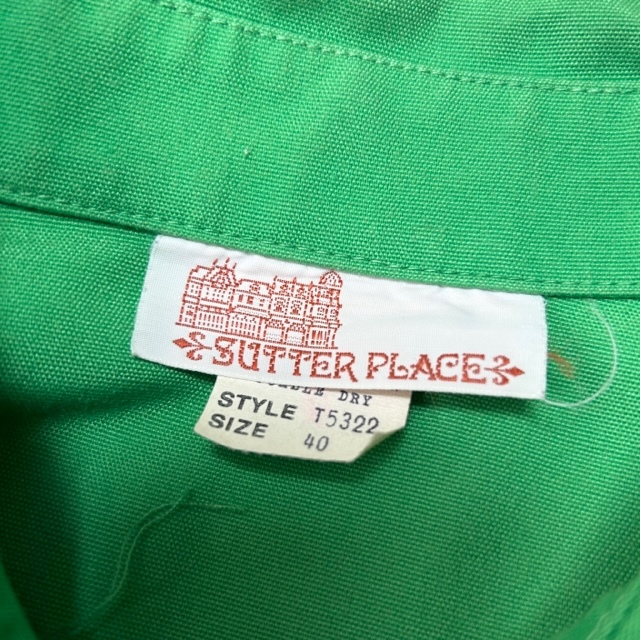 SUTTER PLACE
DRY
STYLE T5322
SIZE 40